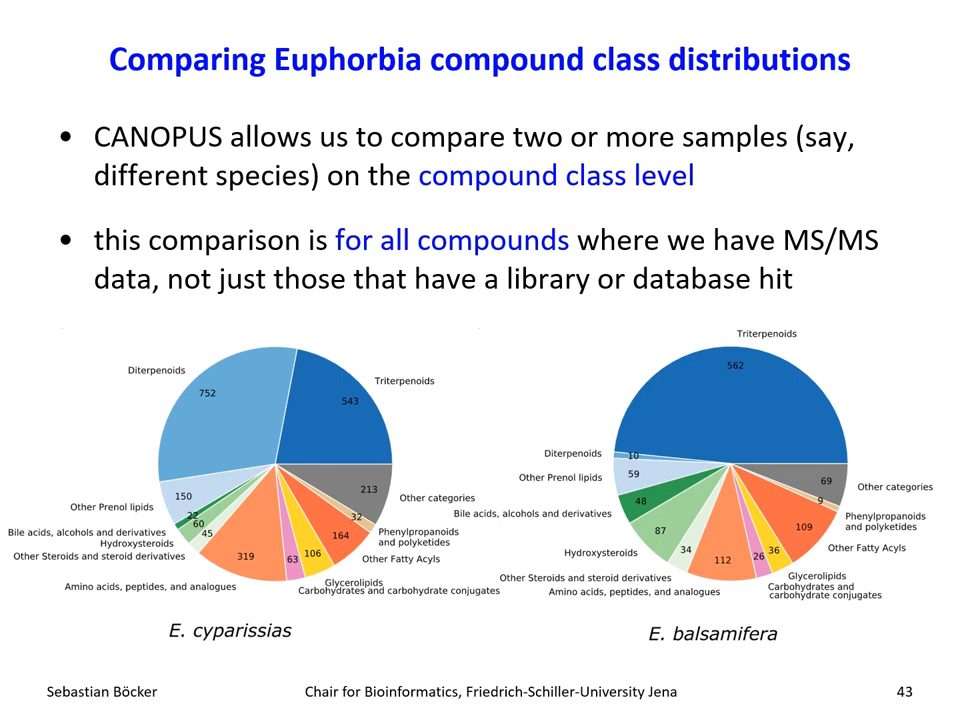 Comparing Euphorbia compound class distributions
• CANOPUS allows us to compare two or more samples (say,
different species) on the compound class level
• this comparison is for all compounds where we have MS/MS
data, not just those that have a library or database hit
Diterpenoids
752
Triterpenoids
543
150
Other Prenol lipids
22
Bile acids, alcohols and derivatives
60
Hydroxysteroids
45
Other Steroids and steroid derivatives
319
Amino acids, peptides, and analogues
63
Carbohydrates and carbohydrate conjugates
106
Glycerolipids
164
Other Fatty Acyls
32
Phenylpropanoids
and polyketides
213
Other categories
E. cyparissias
Triterpenoids
562
Diterpenoids
10
Other Prenol lipids
59
48
Bile acids, alcohols and derivatives
87
Hydroxysteroids
34
Other Steroids and steroid derivatives
112
Amino acids, peptides, and analogues
26
Carbohydrates and
carbohydrate conjugates
36
Glycerolipids
109
Other Fatty Acyls
9
Phenylpropanoids
and polyketides
69
Other categories
E. balsamifera
Sebastian Böcker
Chair for Bioinformatics, Friedrich-Schiller-University Jena
43